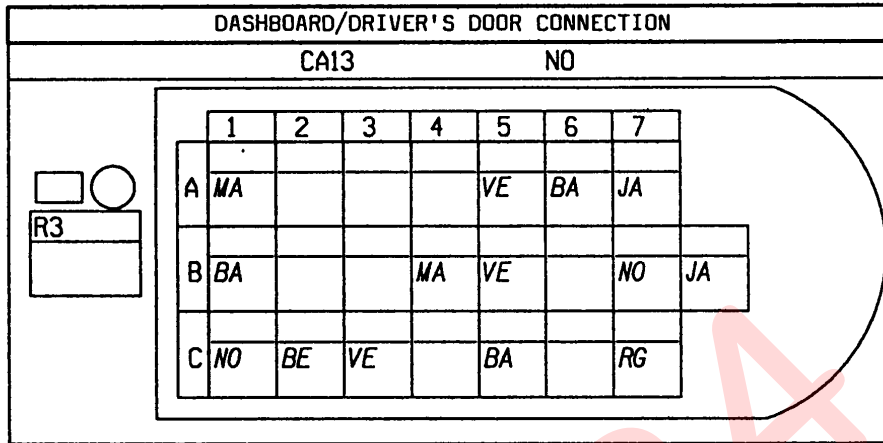 DASHBOARD/DRIVER'S DOOR CONNECTION
CA13 NO
1 2 3 4 5 6 7
A MA VE BA JA
R3
B BA MA VE NO JA
C NO BE VE BA RG